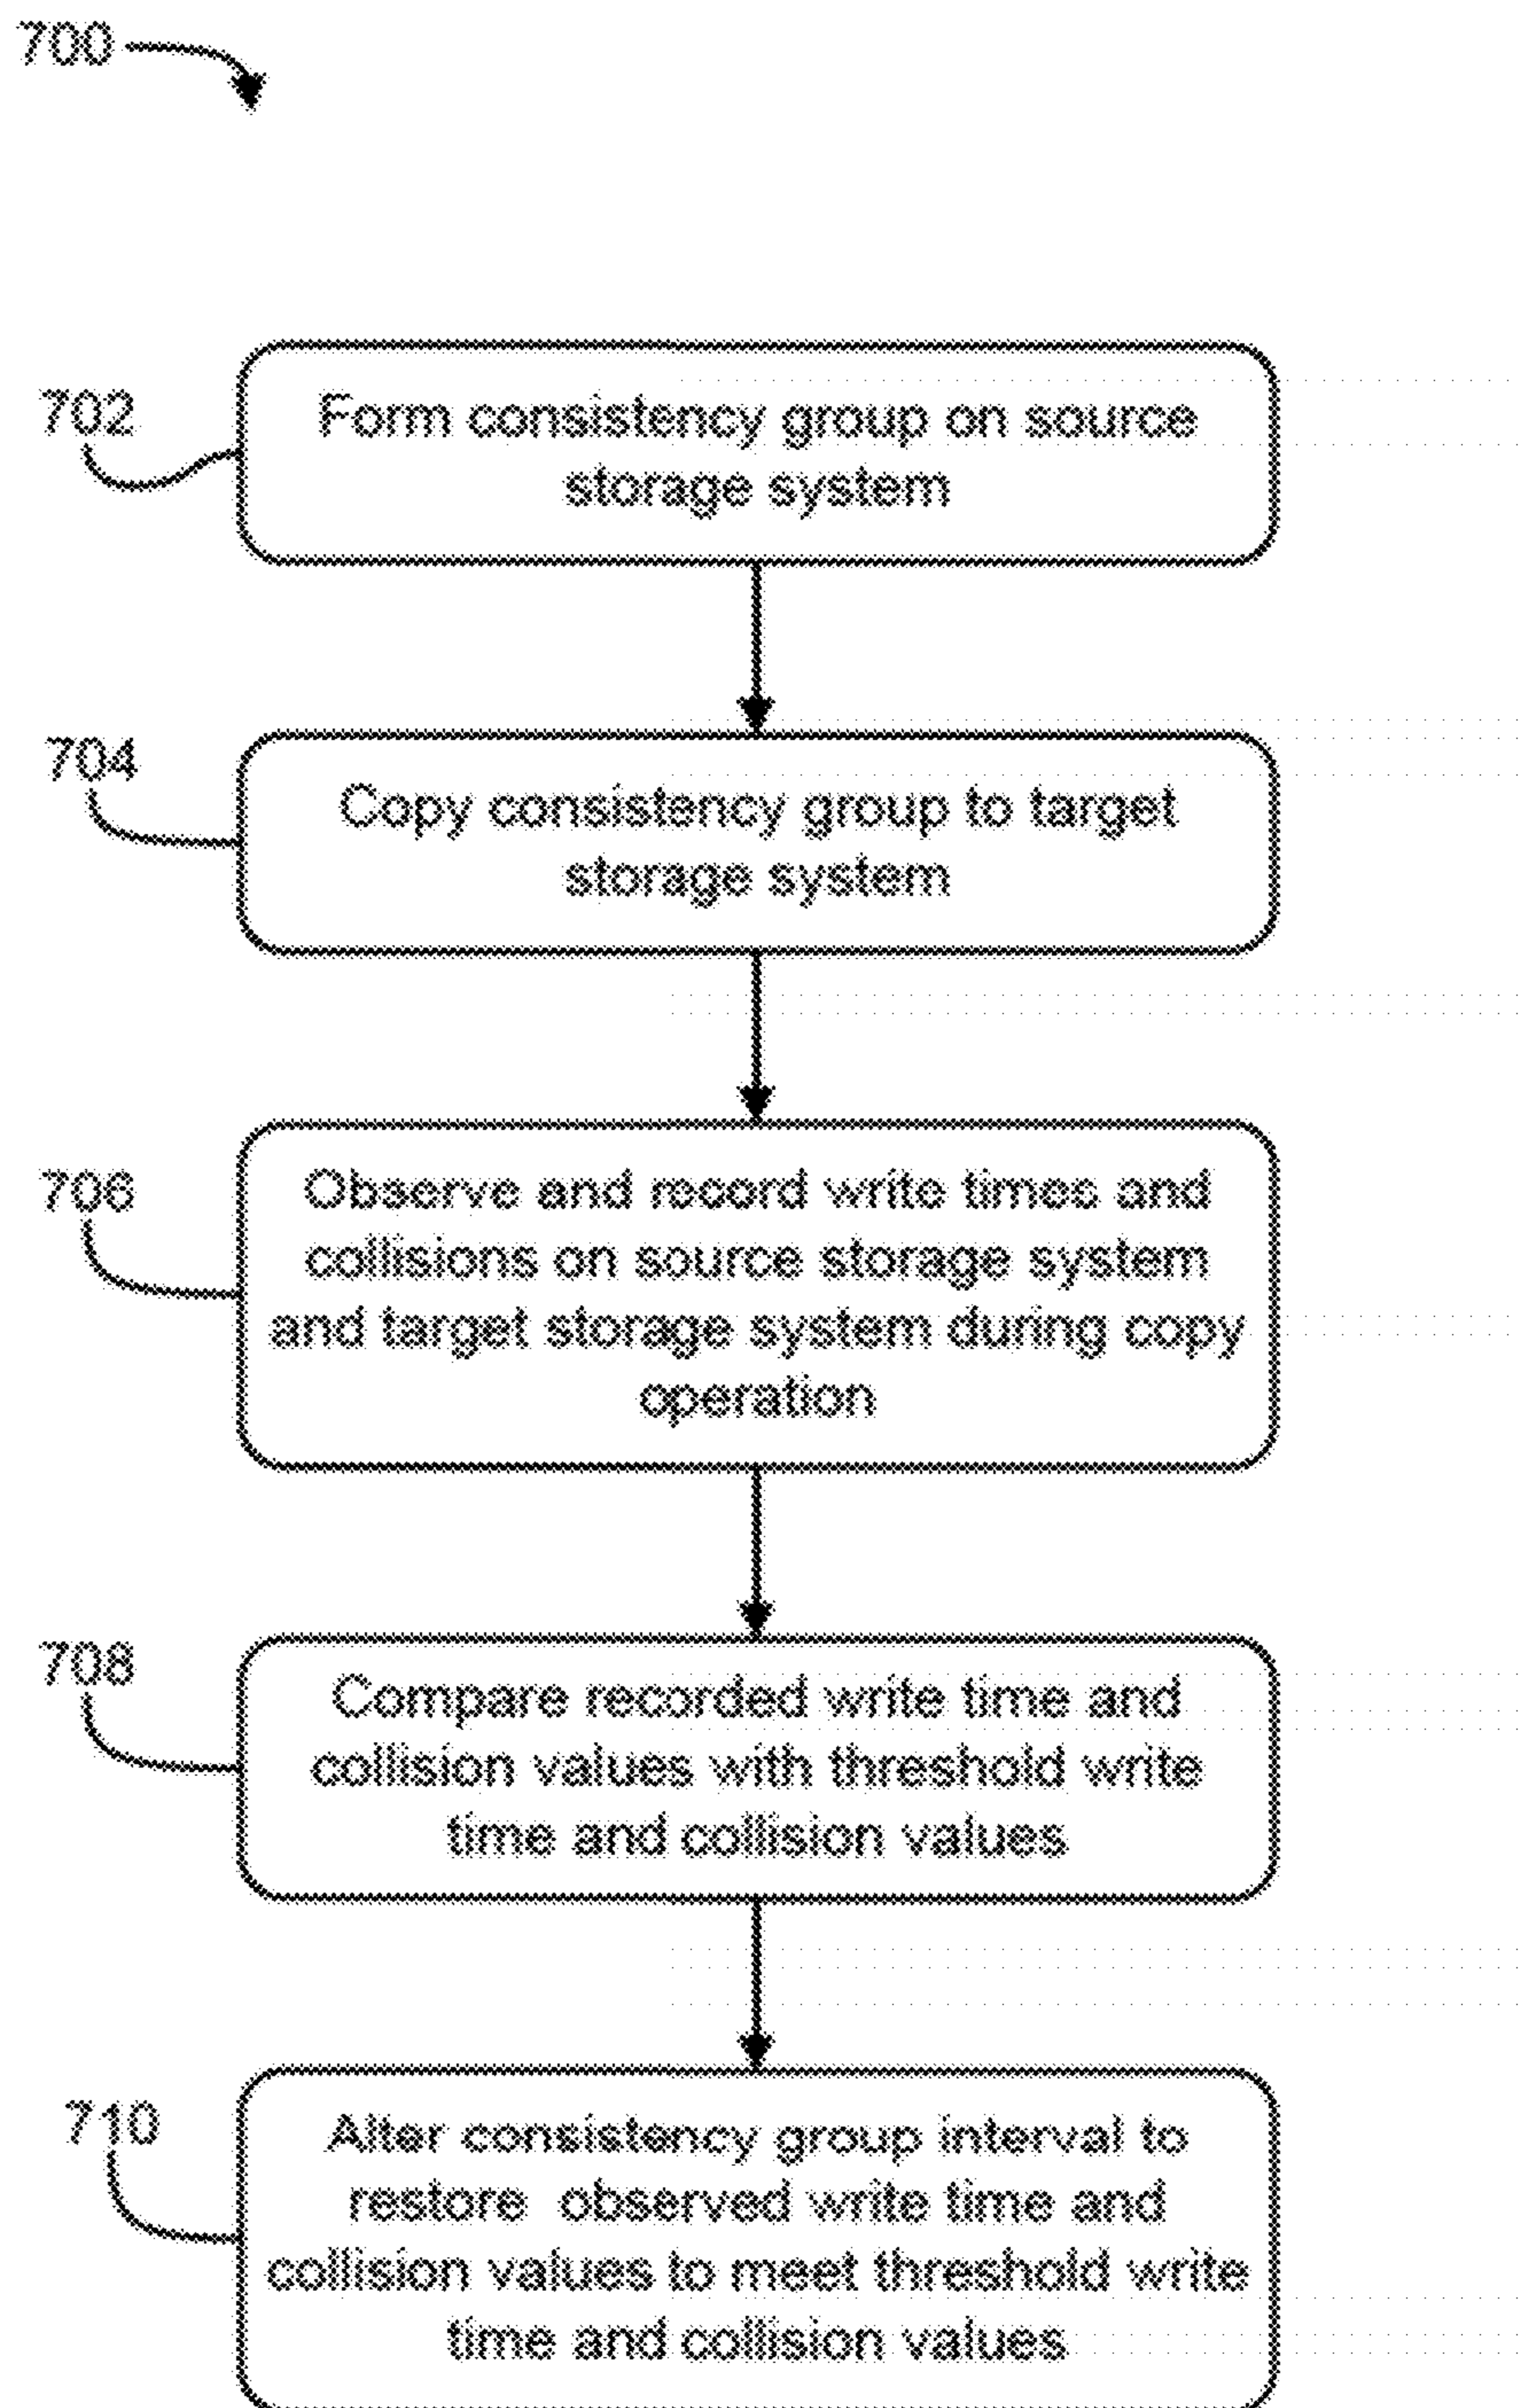 700
702
Form consistency group on source
storage system
704
Copy consistency group to target
storage system
706
Observe and record write times and
collisions on source storage system
and target storage system during copy
operation
708
Compare recorded write time and
collision values with threshold write
time and collision values
710
Alter consistency group interval to
restore observed write time and
collision values to meet threshold write
time and collision values